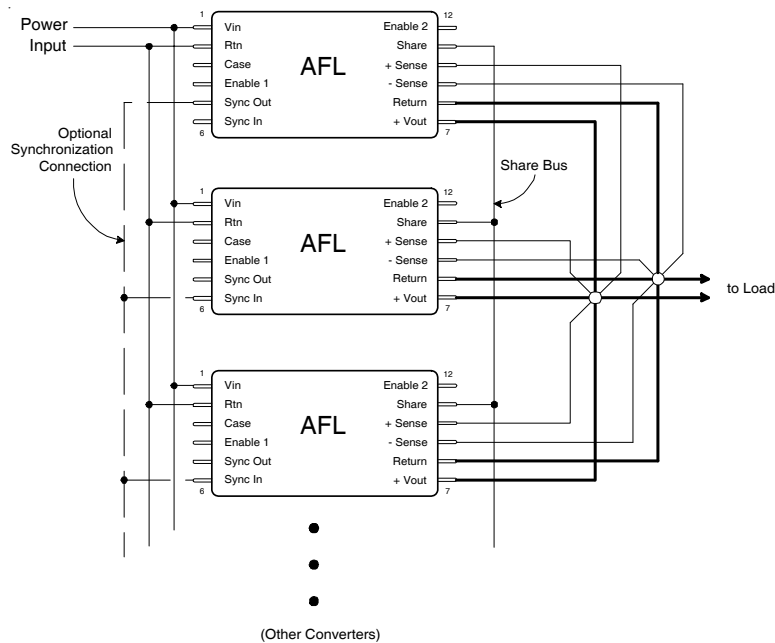 Power
Input
1
12
Vin
Enable 2
Rtn
Share
Case
AFL
+ Sense
Enable 1
- Sense
Sync Out
Return
Sync In
+ Vout
6
7
Optional
Synchronization
Connection
Share Bus
1
12
Vin
Enable 2
Rtn
Share
Case
AFL
+ Sense
Enable 1
- Sense
Sync Out
Return
Sync In
+ Vout
6
7
to Load
1
12
Vin
Enable 2
Rtn
Share
Case
AFL
+ Sense
Enable 1
- Sense
Sync Out
Return
Sync In
+ Vout
6
7
(Other Converters)